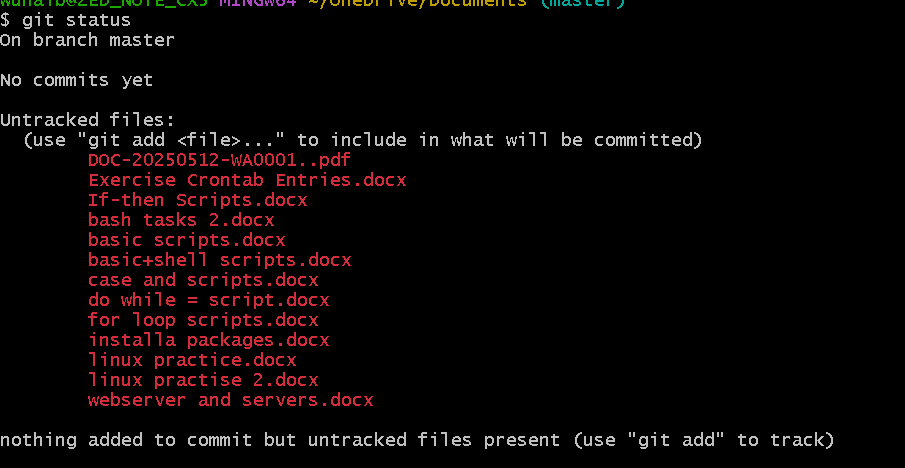 MINGW64 ~/OneDrive/Documents (master)
$ git status
On branch master
No commits yet
Untracked files:
(use "git add <file>..." to include in what will be committed)
DOC-20250512-WA0001..pdf
Exercise Crontab Entries.docx
If-then Scripts.docx
bash tasks 2.docx
basic scripts.docx
basic+shell scripts.docx
case and scripts.docx
do while = script.docx
for loop scripts.docx
installa packages.docx
linux practice.docx
linux practise 2.docx
webserver and servers.docx
nothing added to commit but untracked files present (use "git add" to track)